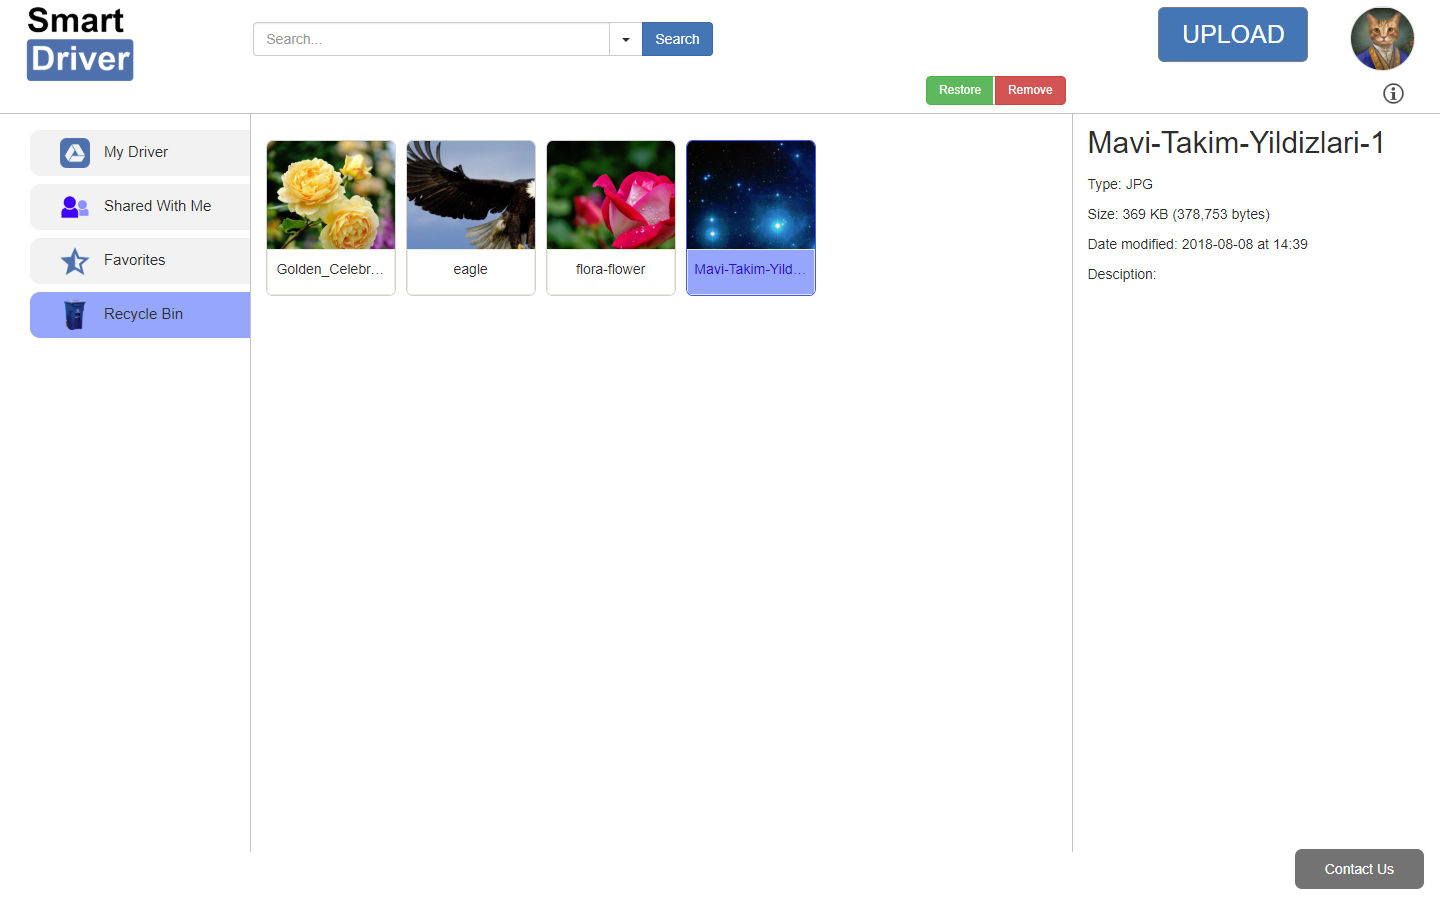 Smart
Driver
Search...
Search
UPLOAD
Restore
Remove
My Driver
Shared With Me
Favorites
Recycle Bin
Golden_Celebr...
eagle
flora-flower
Mavi-Takim-Yild...
Mavi-Takim-Yildizlari-1
Type: JPG
Size: 369 KB (378,753 bytes)
Date modified: 2018-08-08 at 14:39
Desciption:
Contact Us